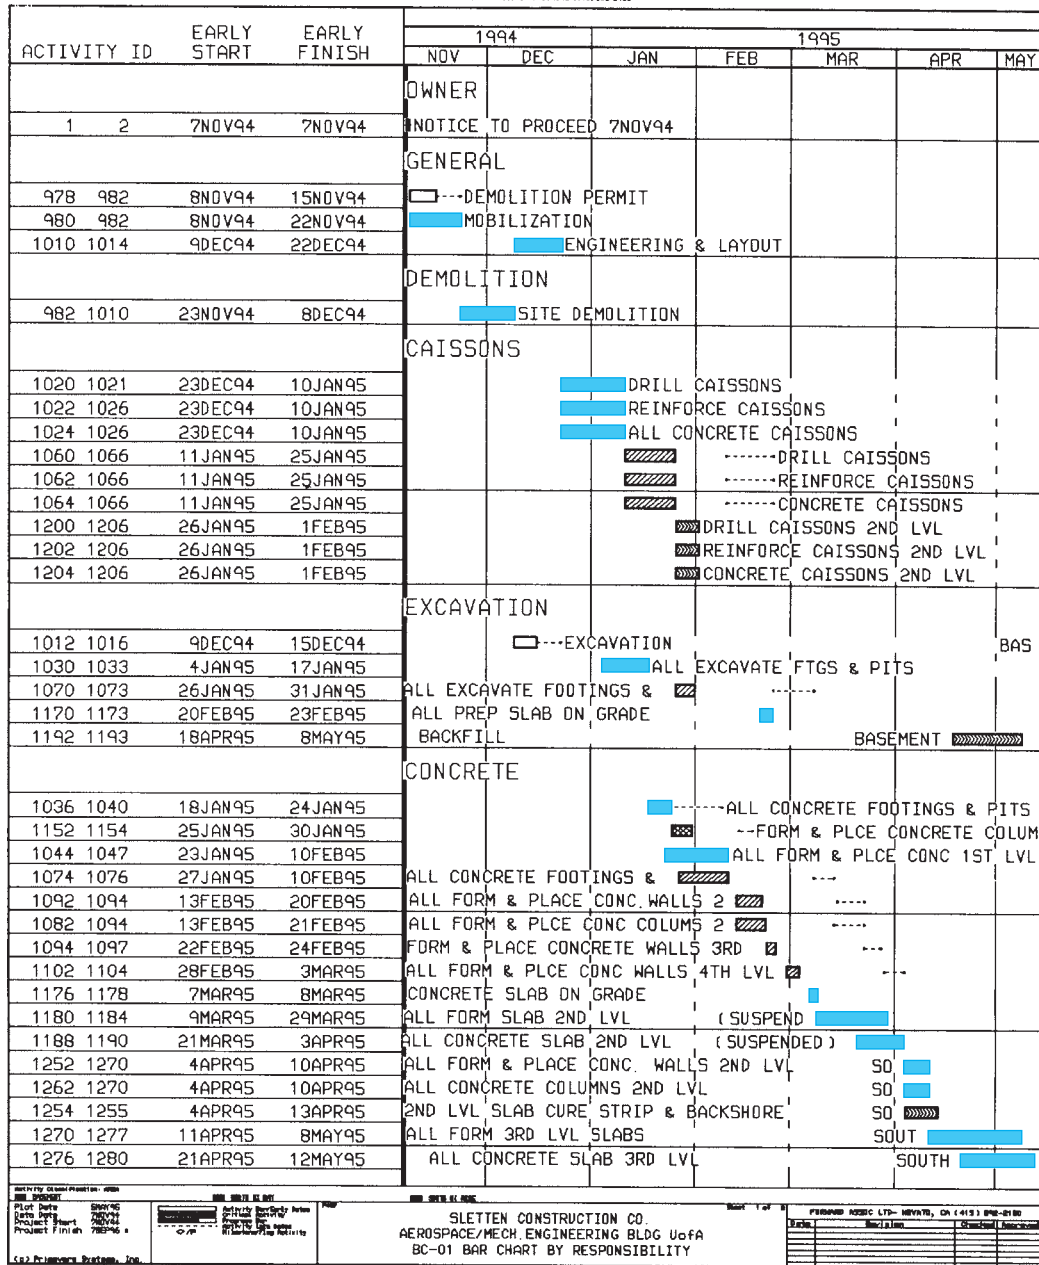 1994 1995
ACTIVITY ID EARLY START EARLY FINISH NOV DEC JAN FEB MAR APR MAY
OWNER
1 2 7NOV94 7NOV94 NOTICE TO PROCEED 7NOV94
GENERAL
978 982 8NOV94 15NOV94 DEMOLITION PERMIT
980 982 8NOV94 22NOV94 MOBILIZATION
1010 1014 9DEC94 22DEC94 ENGINEERING & LAYOUT
DEMOLITION
982 1010 23NOV94 8DEC94 SITE DEMOLITION
CAISSONS
1020 1021 23DEC94 10JAN95 DRILL CAISSONS
1022 1026 23DEC94 10JAN95 REINFORCE CAISSONS
1024 1026 23DEC94 10JAN95 ALL CONCRETE CAISSONS
1060 1066 11JAN95 25JAN95 DRILL CAISSONS
1062 1066 11JAN95 25JAN95 REINFORCE CAISSONS
1064 1066 11JAN95 25JAN95 CONCRETE CAISSONS
1200 1206 26JAN95 1FEB95 DRILL CAISSONS 2ND LVL
1202 1206 26JAN95 1FEB95 REINFORCE CAISSONS 2ND LVL
1204 1206 26JAN95 1FEB95 CONCRETE CAISSONS 2ND LVL
EXCAVATION
1012 1016 9DEC94 15DEC94 EXCAVATION BAS
1030 1033 4JAN95 17JAN95 ALL EXCAVATE FTGS & PITS
1070 1073 26JAN95 31JAN95 ALL EXCAVATE FOOTINGS &
1170 1173 20FEB95 23FEB95 ALL PREP SLAB ON GRADE
1192 1193 18APR95 8MAY95 BACKFILL BASEMENT
CONCRETE
1036 1040 18JAN95 24JAN95 ALL CONCRETE FOOTINGS & PITS
1152 1154 25JAN95 30JAN95 FORM & PLCE CONCRETE COLUM
1044 1047 23JAN95 10FEB95 ALL FORM & PLCE CONC 1ST LVL
1074 1076 27JAN95 10FEB95 ALL CONCRETE FOOTINGS &
1092 1094 13FEB95 20FEB95 ALL FORM & PLACE CONC.WALLS 2
1082 1094 13FEB95 21FEB95 ALL FORM & PLCE CONC COLUMS 2
1094 1097 22FEB95 24FEB95 FORM & PLACE CONCRETE WALLS 3RD
1102 1104 28FEB95 3MAR95 ALL FORM & PLCE CONC WALLS 4TH LVL
1176 1178 7MAR95 8MAR95 CONCRETE SLAB ON GRADE
1180 1184 9MAR95 29MAR95 ALL FORM SLAB 2ND LVL (SUSPEND
1188 1190 21MAR95 3APR95 ALL CONCRETE SLAB 2ND LVL (SUSPENDED)
1252 1270 4APR95 10APR95 ALL FORM & PLACE CONC. WALLS 2ND LVL SO
1262 1270 4APR95 10APR95 ALL CONCRETE COLUMNS 2ND LVL SO
1254 1255 4APR95 13APR95 2ND LVL SLAB CURE STRIP & BACKSHORE SO
1270 1277 11APR95 8MAY95 ALL FORM 3RD LVL SLABS SOUT
1276 1280 21APR95 12MAY95 ALL CONCRETE SLAB 3RD LVL SOUTH
Plot Date
Data Date
Project Start
Project Finish
(c) Primavera Systems, Inc.
SLETTEN CONSTRUCTION CO.
AEROSPACE/MECH.ENGINEERING BLDG UofA
BC-01 BAR CHART BY RESPONSIBILITY
Date Revision Checked Approved